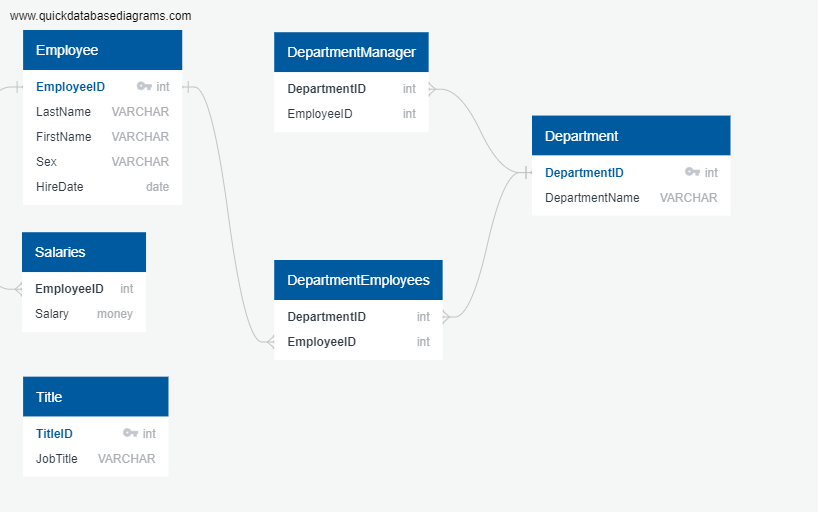 www.quickdatabasediagrams.com
Employee
EmployeeID int
LastName VARCHAR
FirstName VARCHAR
Sex VARCHAR
HireDate date
DepartmentManager
DepartmentID int
EmployeeID int
Department
DepartmentID int
DepartmentName VARCHAR
Salaries
EmployeeID int
Salary money
DepartmentEmployees
DepartmentID int
EmployeeID int
Title
TitleID int
JobTitle VARCHAR